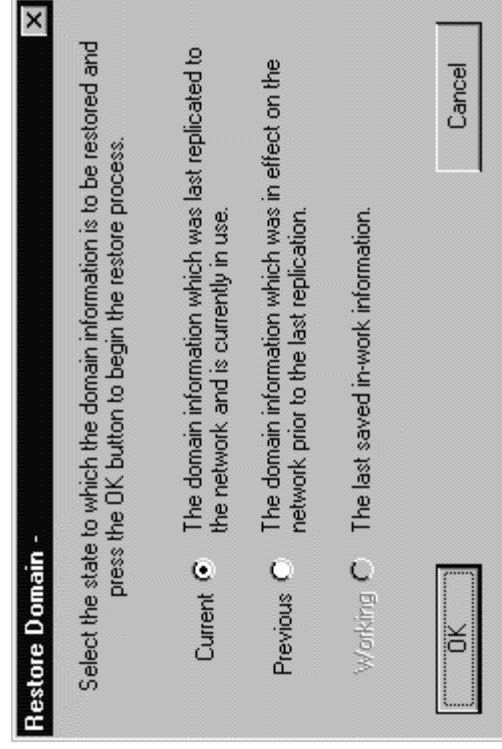 Restore Domain -
Select the state to which the domain information is to be restored and
press the OK button to begin the restore process.
Current
The domain information which was last replicated to
the network and is currently in use.
Previous
The domain information which was in effect on the
network prior to the last replication.
Working
The last saved in-work information.
OK
Cancel